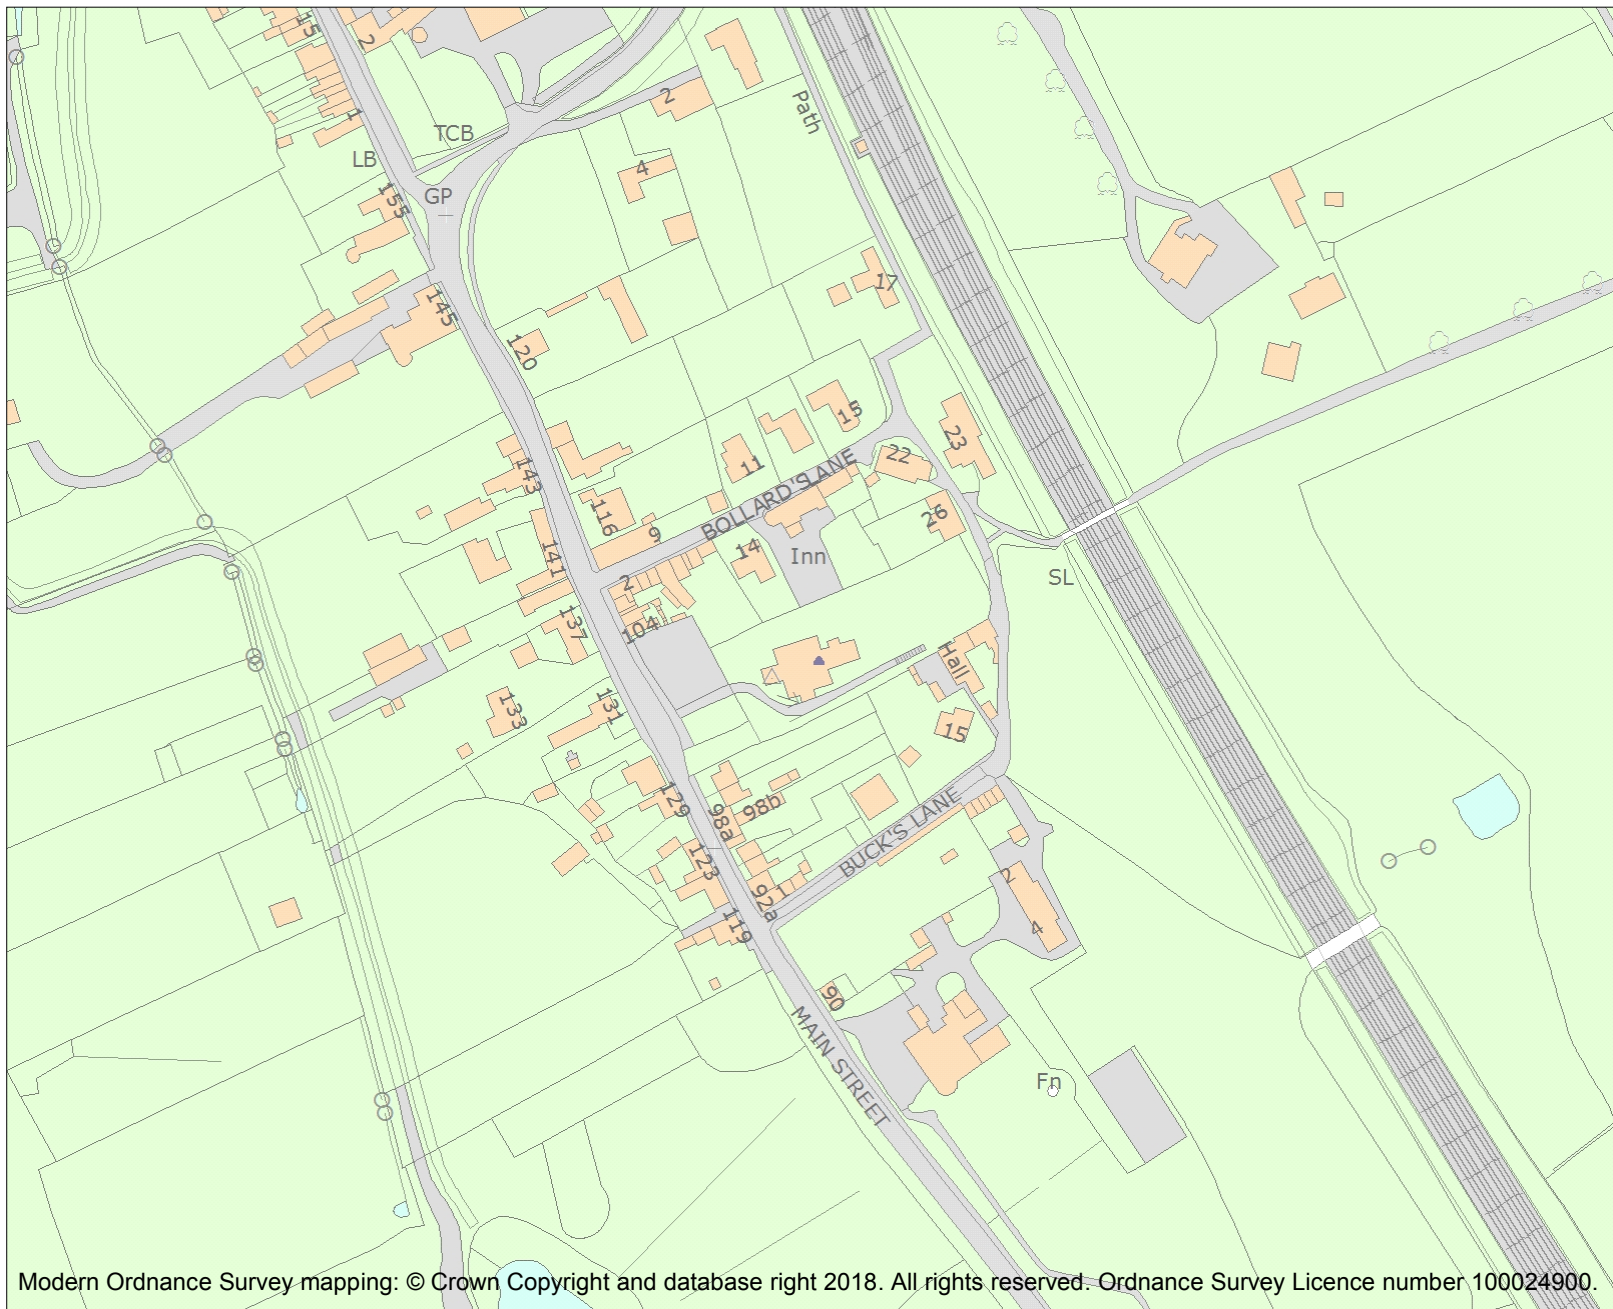 15
2
1
TCB
LB
2
Path
4
155
GP
17
145
120
15
23
22
11
BOLLARD'S LANE
143
116
9
26
14
Inn
141
SL
2
137
104
Hall
133
131
15
129
98b
98a
BUCK'S LANE
123
1
92a
2
119
4
90
MAIN STREET
Fn
Modern Ordnance Survey mapping: © Crown Copyright and database right 2018. All rights reserved. Ordnance Survey Licence number 100024900.